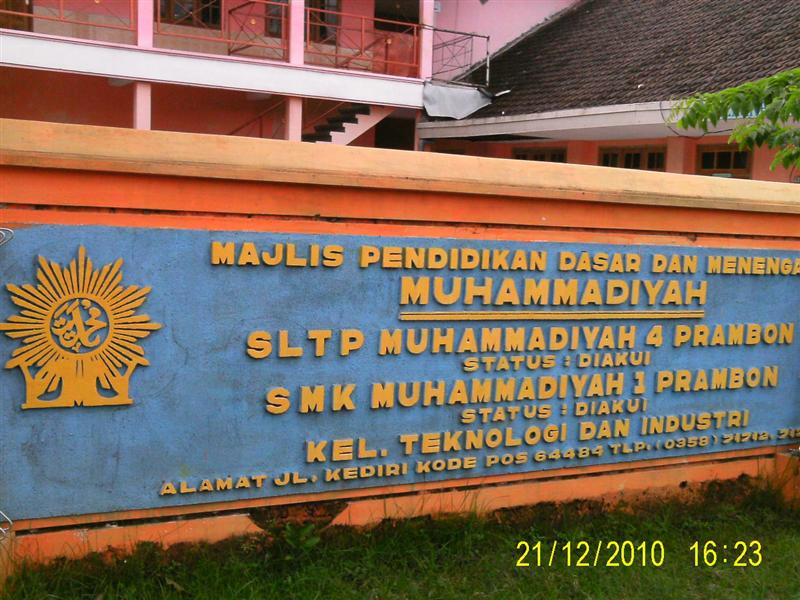 MAJLIS PENDIDIKAN DASAR DAN MENENGA
MUHAMMADIYAH
SLTP MUHAMMADIYAH 4 PRAMBON
STATUS : DIAKUI
SMK MUHAMMADIYAH 1 PRAMBON
STATUS : DIAKUI
KEL. TEKNOLOGI DAN INDUSTRI
ALAMAT JL. KEDIRI KODE POS 64484 TLP. (0358)
محمدية
21/12/2010 16:23